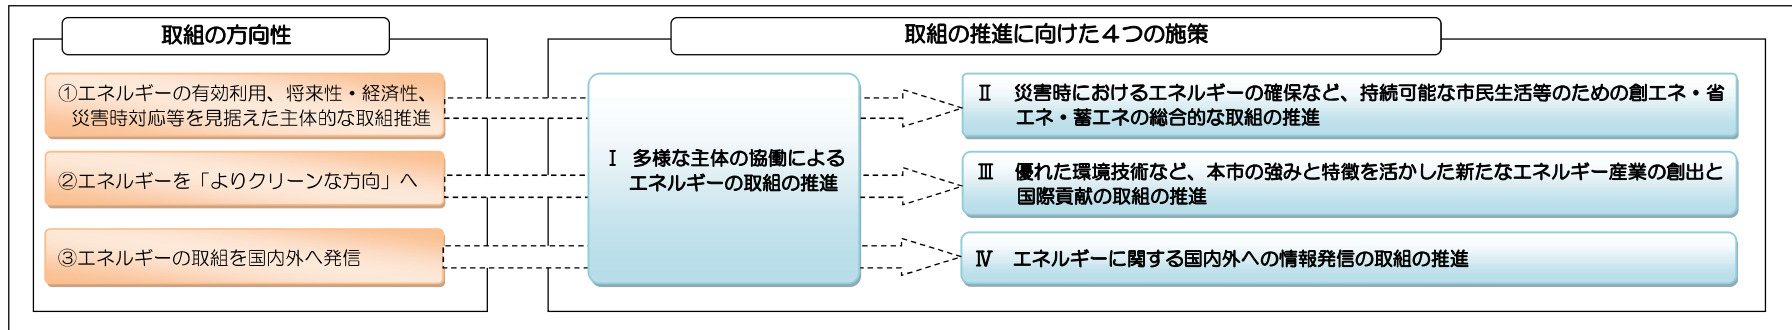 取組の方向性
①エネルギーの有効利用、将来性・経済性、
災害時対応等を見据えた主体的な取組推進
②エネルギーを「よりクリーンな方向」へ
③エネルギーの取組を国内外へ発信
取組の推進に向けた４つの施策
Ⅰ 多様な主体の協働による
エネルギーの取組の推進
Ⅱ 災害時におけるエネルギーの確保など、持続可能な市民生活等のための創エネ・省
エネ・蓄エネの総合的な取組の推進
Ⅲ 優れた環境技術など、本市の強みと特徴を活かした新たなエネルギー産業の創出と
国際貢献の取組の推進
Ⅳ エネルギーに関する国内外への情報発信の取組の推進